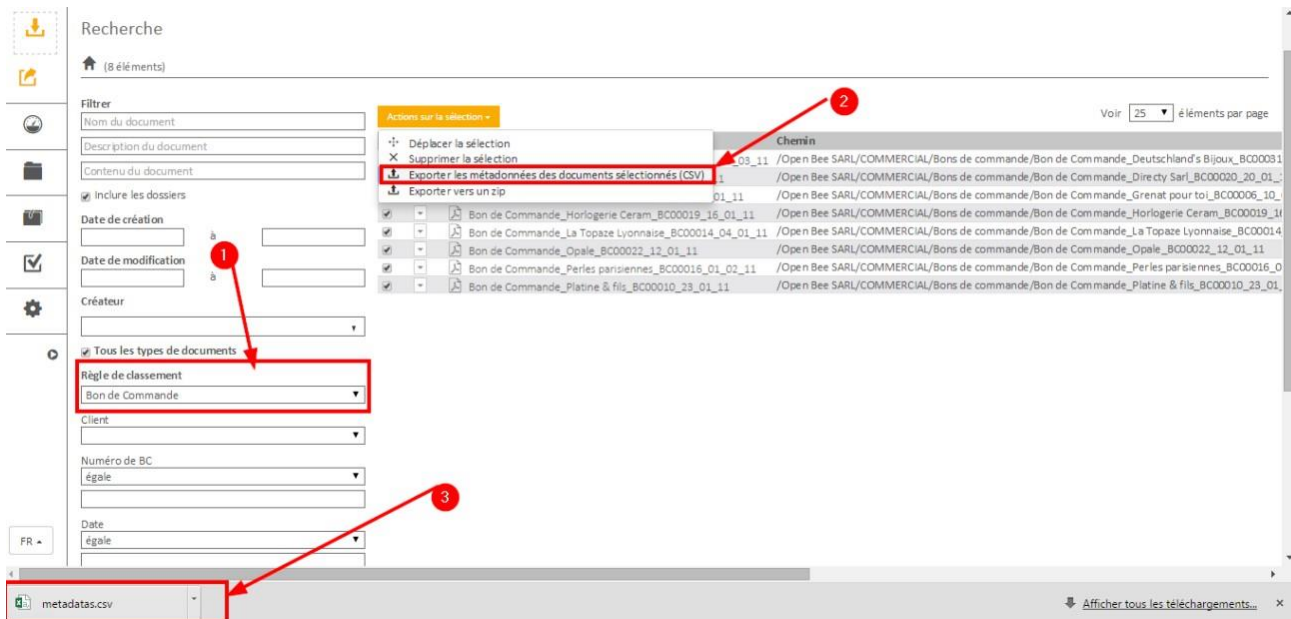 Recherche
(8 éléments)
Filtrer
Nom du document
Description du document
Contenu du document
Inclure les dossiers
Date de création
à
1
Date de modification
à
Créateur
Tous les types de documents
Règle de classement
Bon de Commande
Client
Numéro de BC
égale
Date
égale
Actions sur la sélection
2
Voir 25 éléments par page
Déplacer la sélection
Supprimer la sélection
Exporter les métadonnées des documents sélectionnés (CSV)
Exporter vers un zip
Chemin
_03_11 /Open Bee SARL/COMMERCIAL/Bons de commande/Bon de Commande_Deutschland's Bijoux_BC00031
1 /Open Bee SARL/COMMERCIAL/Bons de commande/Bon de Commande_Directy Sarl_BC00020_20_01_
01_11 /Open Bee SARL/COMMERCIAL/Bons de commande/Bon de Commande_Grenat pour toi_BC00006_10_
Bon de Commande_Horlogerie Ceram_BC00019_16_01_11 /Open Bee SARL/COMMERCIAL/Bons de commande/Bon de Commande_Horlogerie Ceram_BC00019_16
Bon de Commande_La Topaze Lyonnaise_BC00014_04_01_11 /Open Bee SARL/COMMERCIAL/Bons de commande/Bon de Commande_La Topaze Lyonnaise_BC00014
Bon de Commande_Opale_BC00022_12_01_11 /Open Bee SARL/COMMERCIAL/Bons de commande/Bon de Commande_Opale_BC00022_12_01_11
Bon de Commande_Perles parisiennes_BC00016_01_02_11 /Open Bee SARL/COMMERCIAL/Bons de commande/Bon de Commande_Perles parisiennes_BC00016_0
Bon de Commande_Platine & fils_BC00010_23_01_11 /Open Bee SARL/COMMERCIAL/Bons de commande/Bon de Commande_Platine & fils_BC00010_23_01_
3
FR
metadatas.csv
Afficher tous les téléchargements...